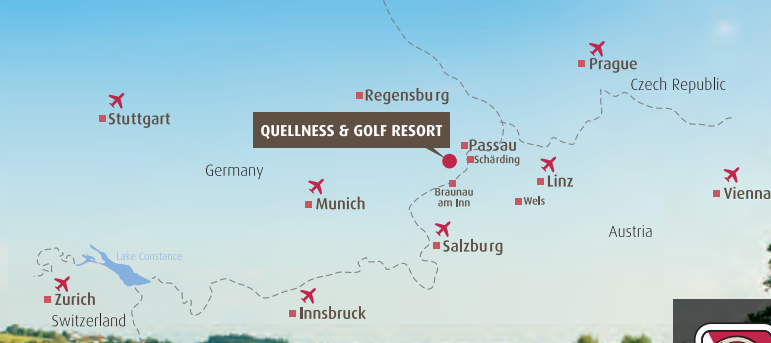 Prague
Czech Republic
Regensburg
Stuttgart
QUELLNESS & GOLF RESORT
Passau
Schärding
Germany
Linz
Braunau
am Inn
Vienna
Munich
Wels
Austria
Salzburg
Lake Constance
Zurich
Innsbruck
Switzerland